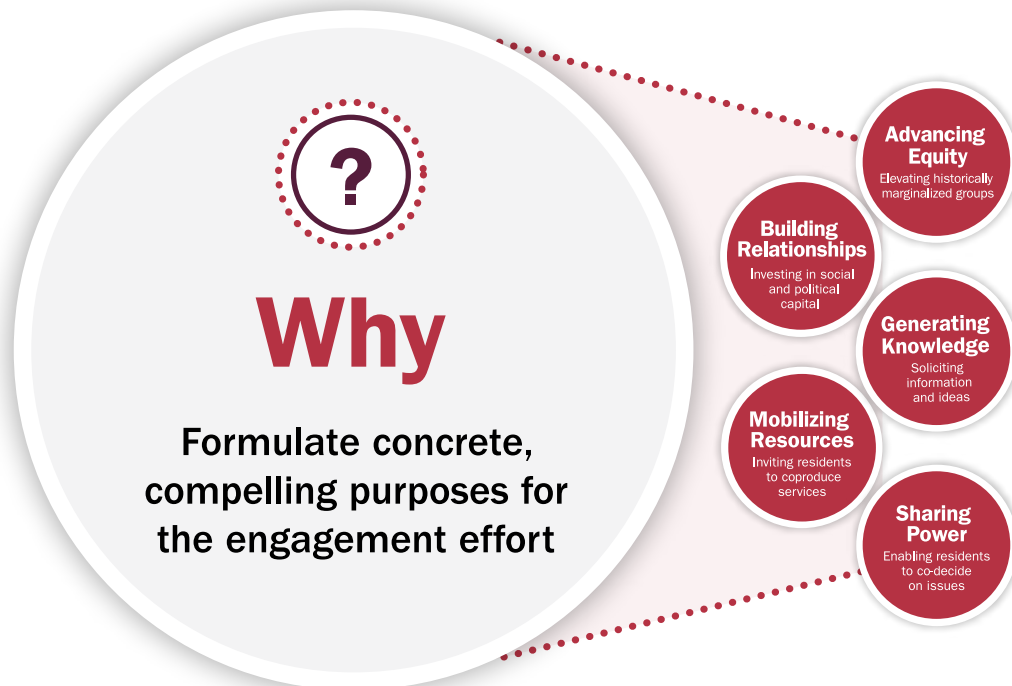 ?
Why
Formulate concrete,
compelling purposes for
the engagement effort
Advancing
Equity
Elevating historically
marginalized groups
Building
Relationships
Investing in social
and political
capital
Generating
Knowledge
Soliciting
information
and ideas
Mobilizing
Resources
Inviting residents
to coproduce
services
Sharing
Power
Enabling residents
to co-decide
on issues